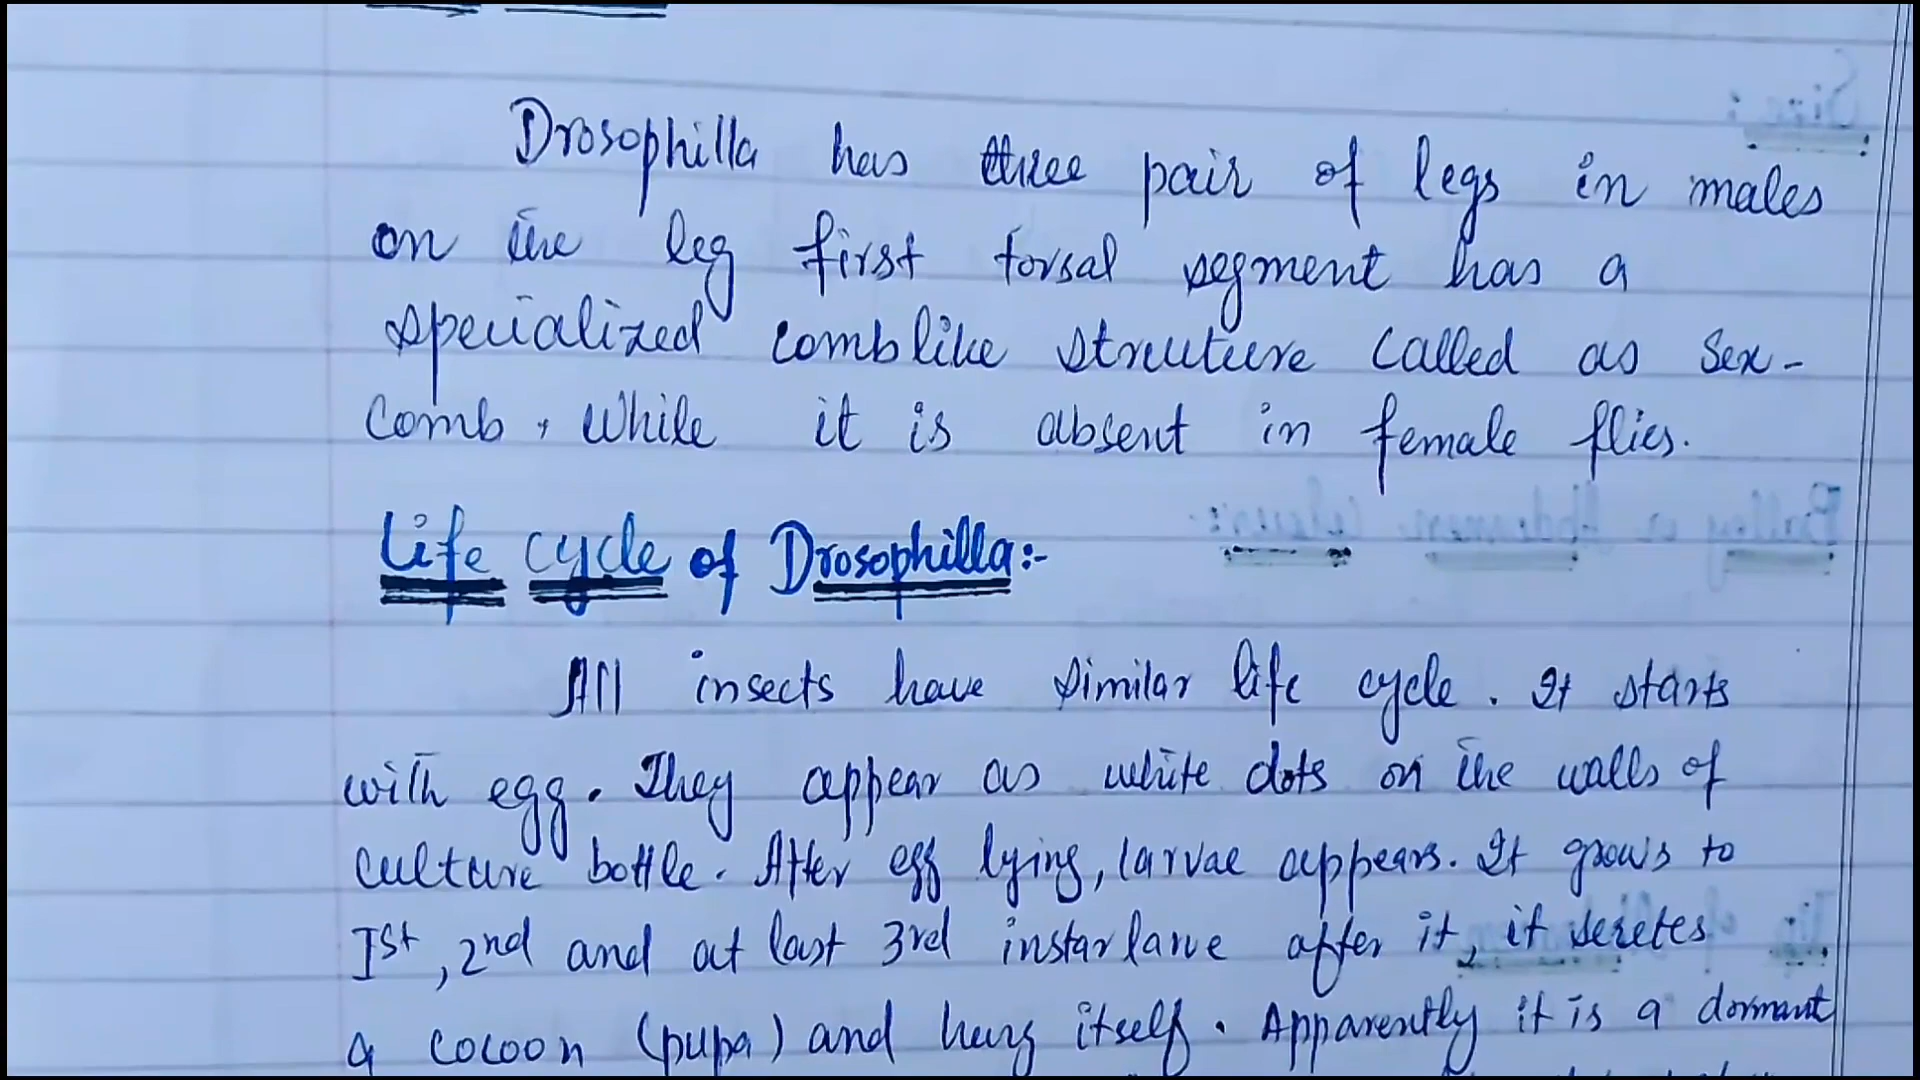 Drosophilla has three pair of legs in males
on the leg first torsal segment has a
specialized comblike structure called as sex-
comb, while it is absent in female flies.
Life cycle of Drosophilla:-
All insects have similar life cycle. It starts
with egg. They appear as white dots on the walls of
culture bottle. After egg lying, larvae appears. It grows to
Ist, 2nd and at last 3rd instar larve after it, it seretes
a cocoon (pupa) and hung itself. Apparently it is a dormant